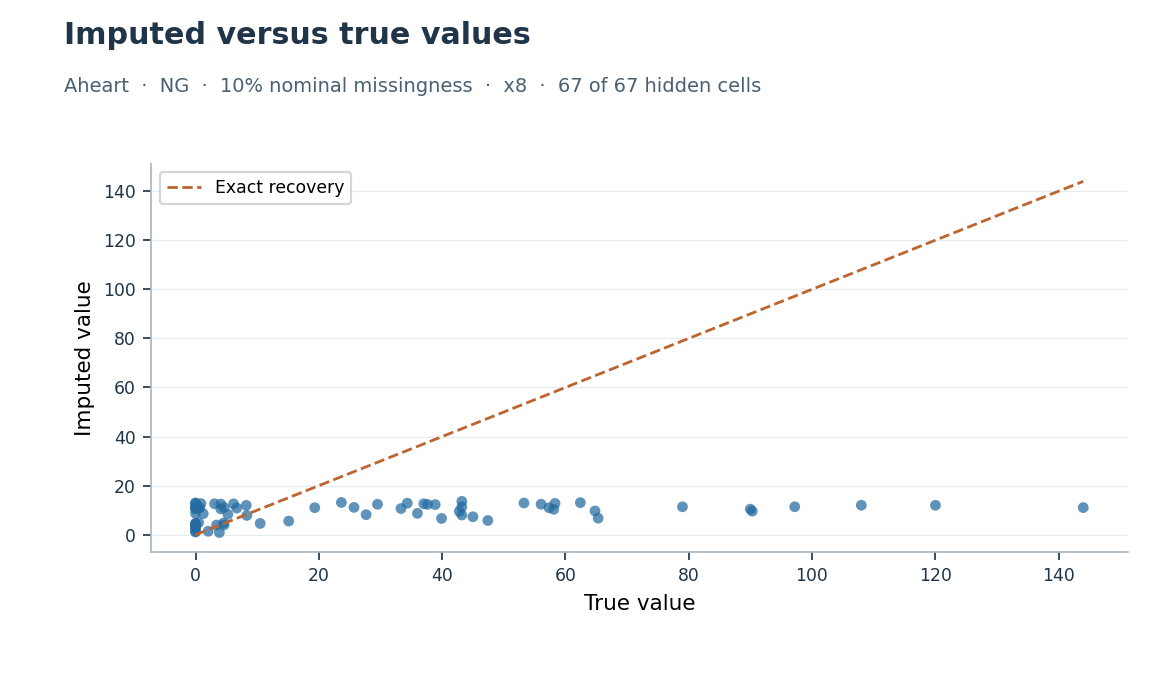 Imputed versus true values
Aheart · NG · 10% nominal missingness · x8 · 67 of 67 hidden cells
Exact recovery
140
120
100
80
60
40
20
0
Imputed value
0 20 40 60 80 100 120 140
True value